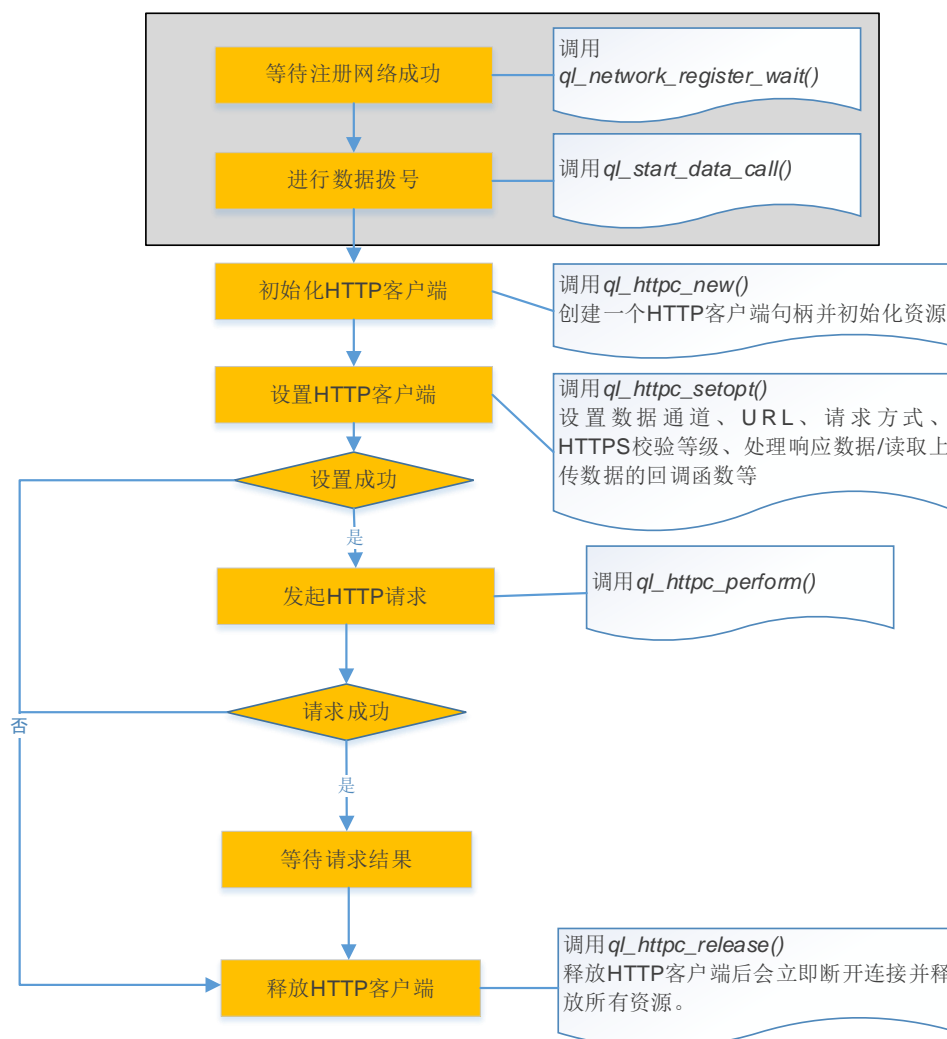 等待注册网络成功
调用
ql_network_register_wait()
进行数据拨号
调用ql_start_data_call()
初始化HTTP客户端
调用ql_httpc_new()
创建一个HTTP客户端句柄并初始化资源
设置HTTP客户端
调用ql_httpc_setopt()
设置数据通道、URL、请求方式、
HTTPS校验等级、处理响应数据/读取上
传数据的回调函数等
设置成功
是
发起HTTP请求
调用ql_httpc_perform()
请求成功
否
是
等待请求结果
释放HTTP客户端
调用ql_httpc_release()
释放HTTP客户端后会立即断开连接并释
放所有资源。